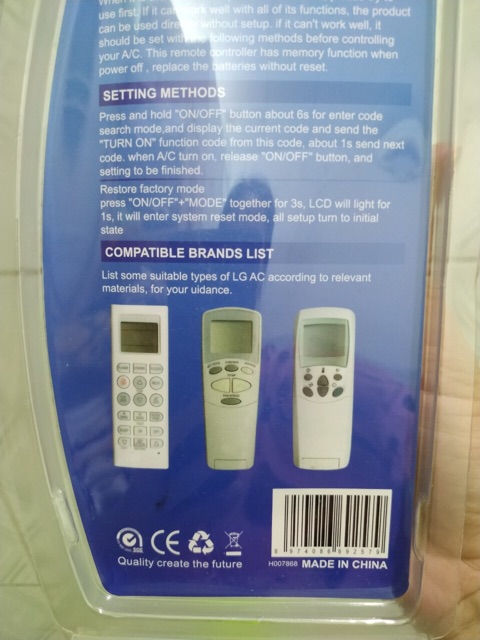 use first. If it can work well with all of its functions, the product
can be used directly without setup. if it can't work well, it
should be set with the following methods before controlling
your A/C. This remote controller has memory function when
power off , replace the batteries without reset.
SETTING METHODS
Press and hold "ON/OFF" button about 6s for enter code
search mode,and display the current code and send the
"TURN ON" function code from this code, about 1s send next
code. when A/C turn on, release "ON/OFF" button, and
setting to be finished.
Restore factory mode
press "ON/OFF"+"MODE" together for 3s, LCD will light for
1s, it will enter system reset mode, all setup turn to initial
state
COMPATIBLE BRANDS LIST
List some suitable types of LG AC according to relevant
materials, for your uidance.
CE
Quality create the future
H007868 MADE IN CHINA